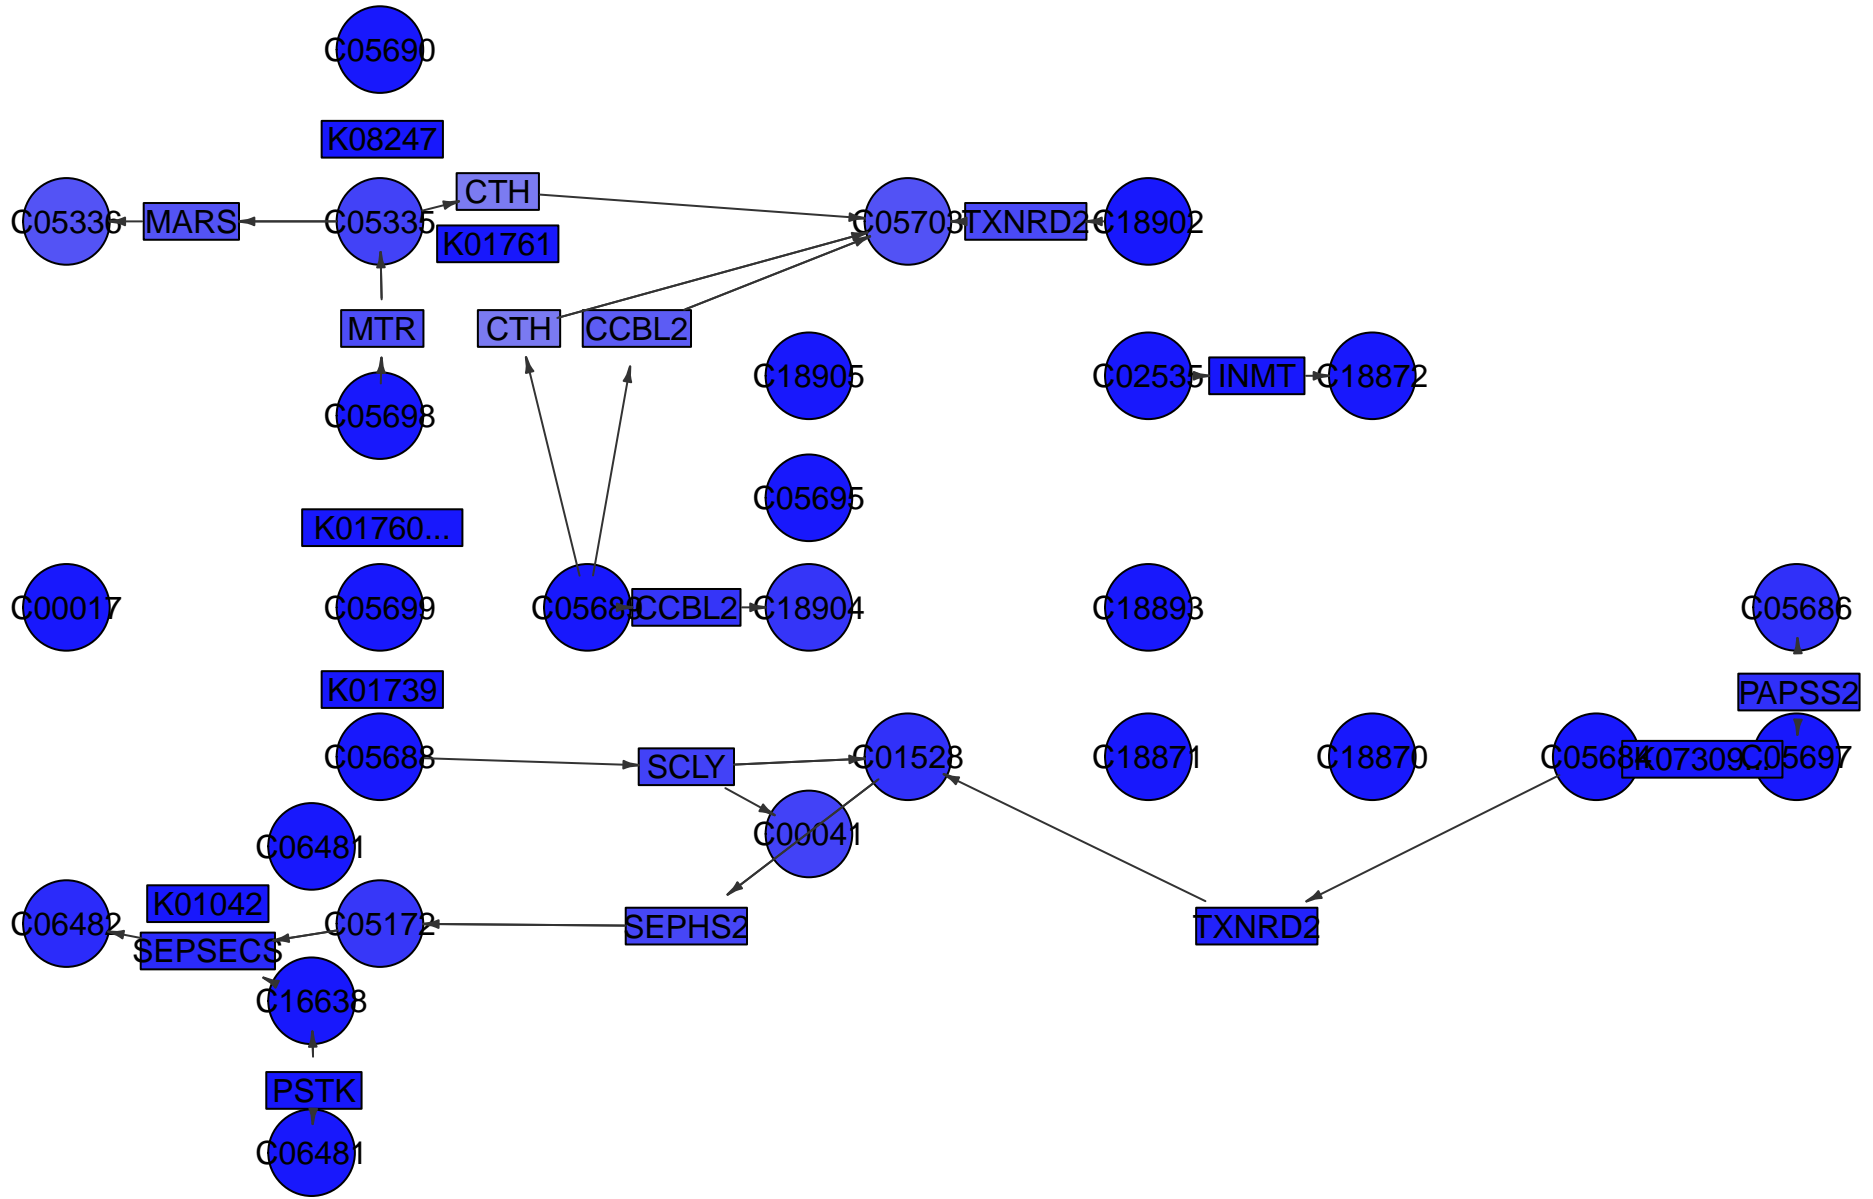 C05690
K08247
CTH
C05336
MARS
C05335
C05703
TXNRD2
C18902
K01761
MTR
CTH
CCBL2
C18905
C02535
INMT
C18872
C05698
C05695
K01760...
C00017
C05699
C05689
CCBL2
C18904
C18893
C05686
K01739
PAPSS2
C05688
SCLY
C01528
C18871
C18870
C05684
K07309...
C05697
C00041
C06481
K01042
C06482
C05172
SEPHS2
TXNRD2
SEPSECS
C16638
PSTK
C06481